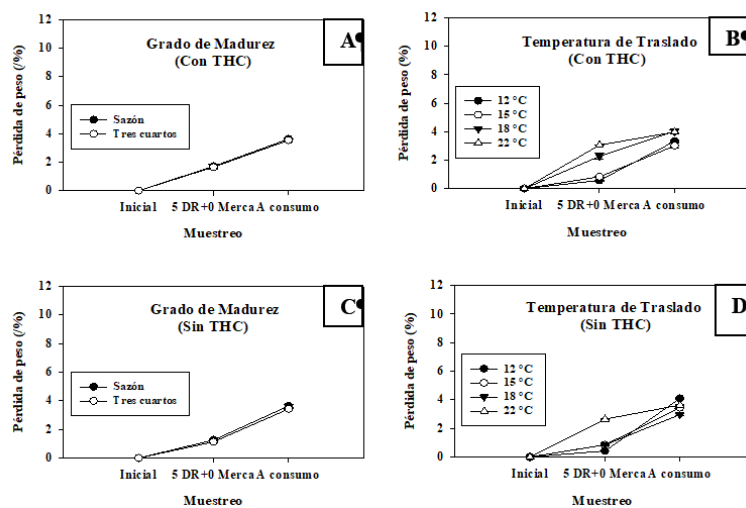 Grado de Madurez
(Con THC)
A
Pérdida de peso (/%)
12
10
8
6
4
2
0
Sazón
Tres cuartos
Inicial 5 DR+0 Merca A consumo
Muestreo
Temperatura de Traslado
(Con THC)
B
Pérdida de peso (%)
12
10
8
6
4
2
0
12 °C
15 °C
18 °C
22 °C
Inicial 5 DR+0 Merca A consumo
Muestreo
Grado de Madurez
(Sin THC)
C
Pérdida de peso (/%)
12
10
8
6
4
2
0
Sazón
Tres cuartos
Inicial 5 DR+0 Merca A consumo
Muestreo
Temperatura de Traslado
(Sin THC)
D
Pérdida de peso (%)
12
10
8
6
4
2
0
12 °C
15 °C
18 °C
22 °C
Inicial 5 DR+0 Merca A consumo
Muestreo